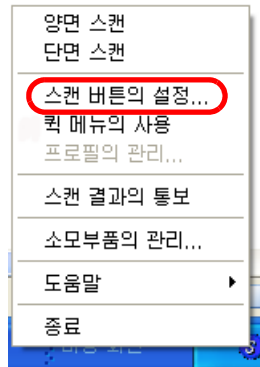 양면 스캔
단면 스캔
스캔 버튼의 설정...
퀵 메뉴의 사용
프로필의 관리...
스캔 결과의 통보
소모부품의 관리...
도움말
종료
S